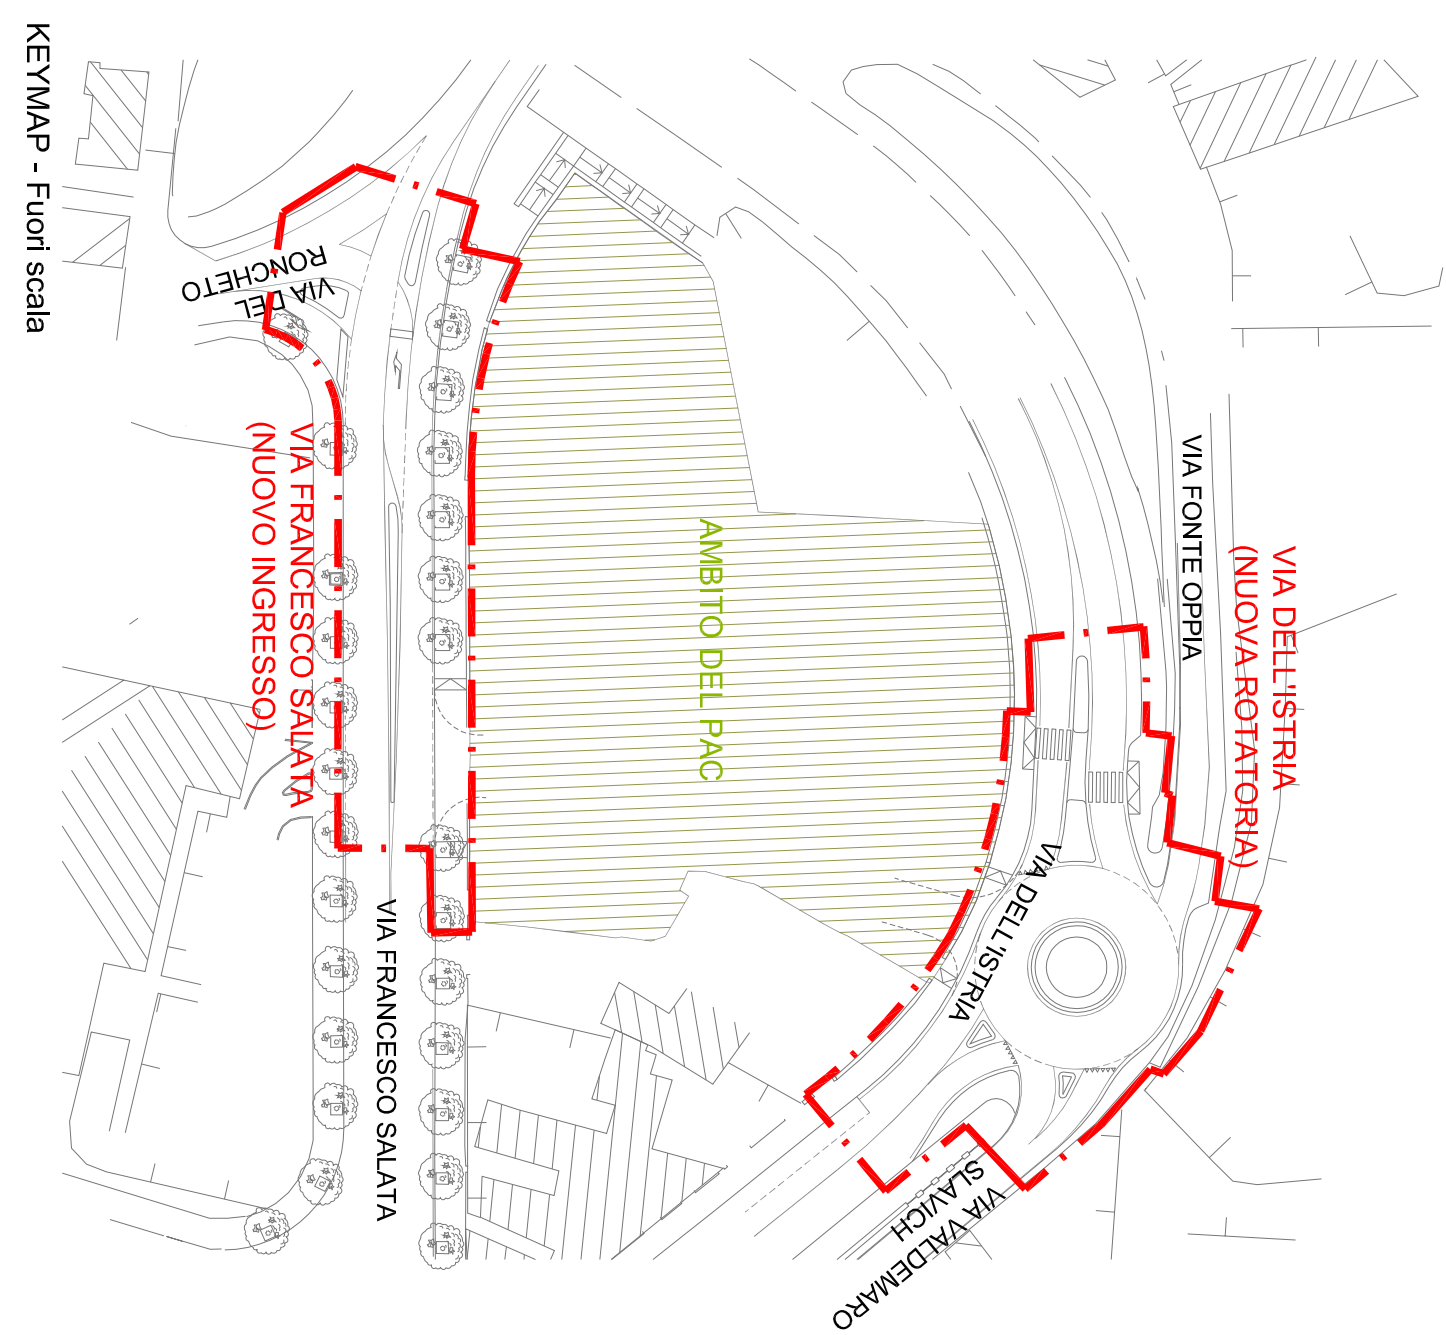 KEYMAP - Fuori scala
VIA DEL
RONCHETO
VIA FRANCESCO SALATA
(NUOVO INGRESSO)
VIA FRANCESCO SALATA
AMBITO DEL PAC
VIA FONTE OPPIA
VIA DELL'ISTRIA
(NUOVA ROTATORIA)
VIA DELL'ISTRIA
VIA VALDEMARO
SLAVICH